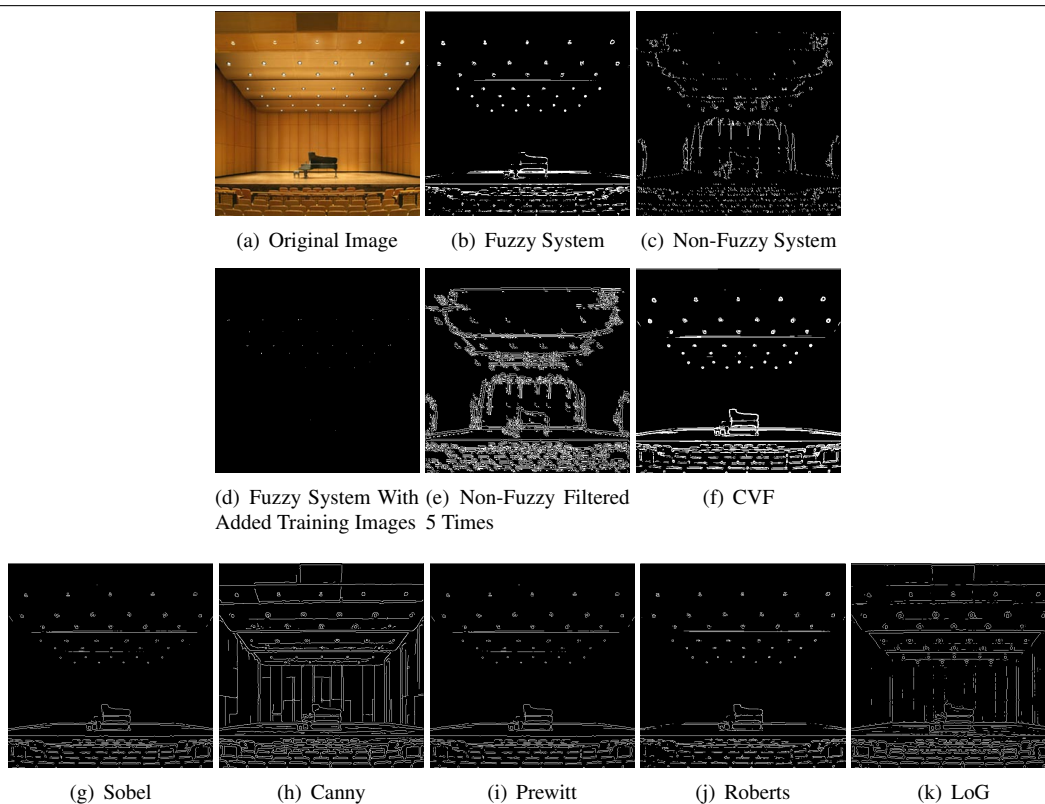 (a) Original Image
(b) Fuzzy System
(c) Non-Fuzzy System
(d) Fuzzy System With
Added Training Images
(e) Non-Fuzzy Filtered
5 Times
(f) CVF
(g) Sobel
(h) Canny
(i) Prewitt
(j) Roberts
(k) LoG